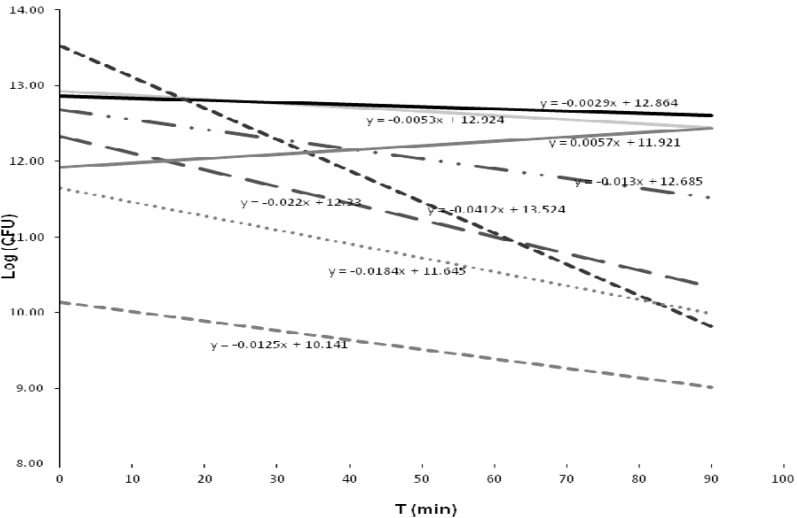 14.00
13.00
y = -0.0029x + 12.864
y = -0.0053x + 12.924
y = 0.0057x + 11.921
12.00
y = -0.013x + 12.685
y = -0.022x + 12.33
y = -0.0412x + 13.524
Log (CFU)
11.00
y = -0.0184x + 11.645
10.00
y = -0.0125x + 10.141
9.00
8.00
0 10 20 30 40 50 60 70 80 90 100
T (min)